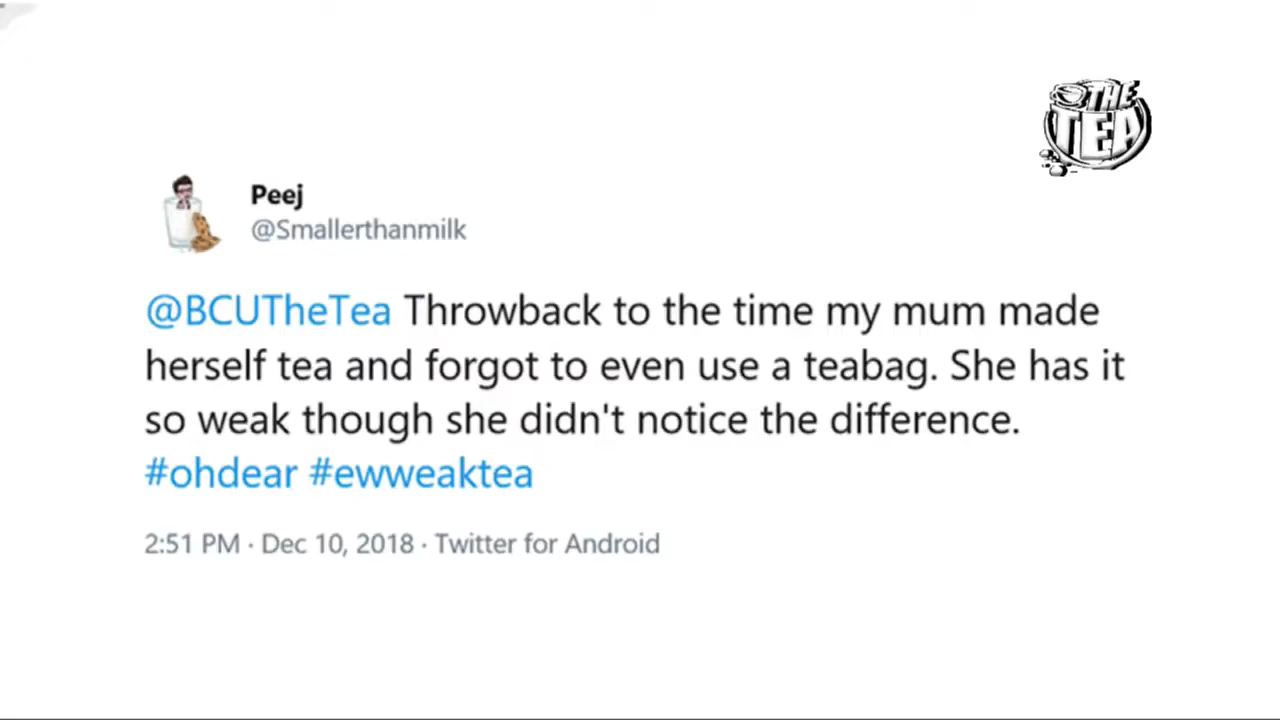 THE
TEA
Peej
@Smallerthanmilk
@BCUTheTea Throwback to the time my mum made
herself tea and forgot to even use a teabag. She has it
so weak though she didn't notice the difference.
#ohdear #ewweaktea
2:51 PM · Dec 10, 2018 · Twitter for Android